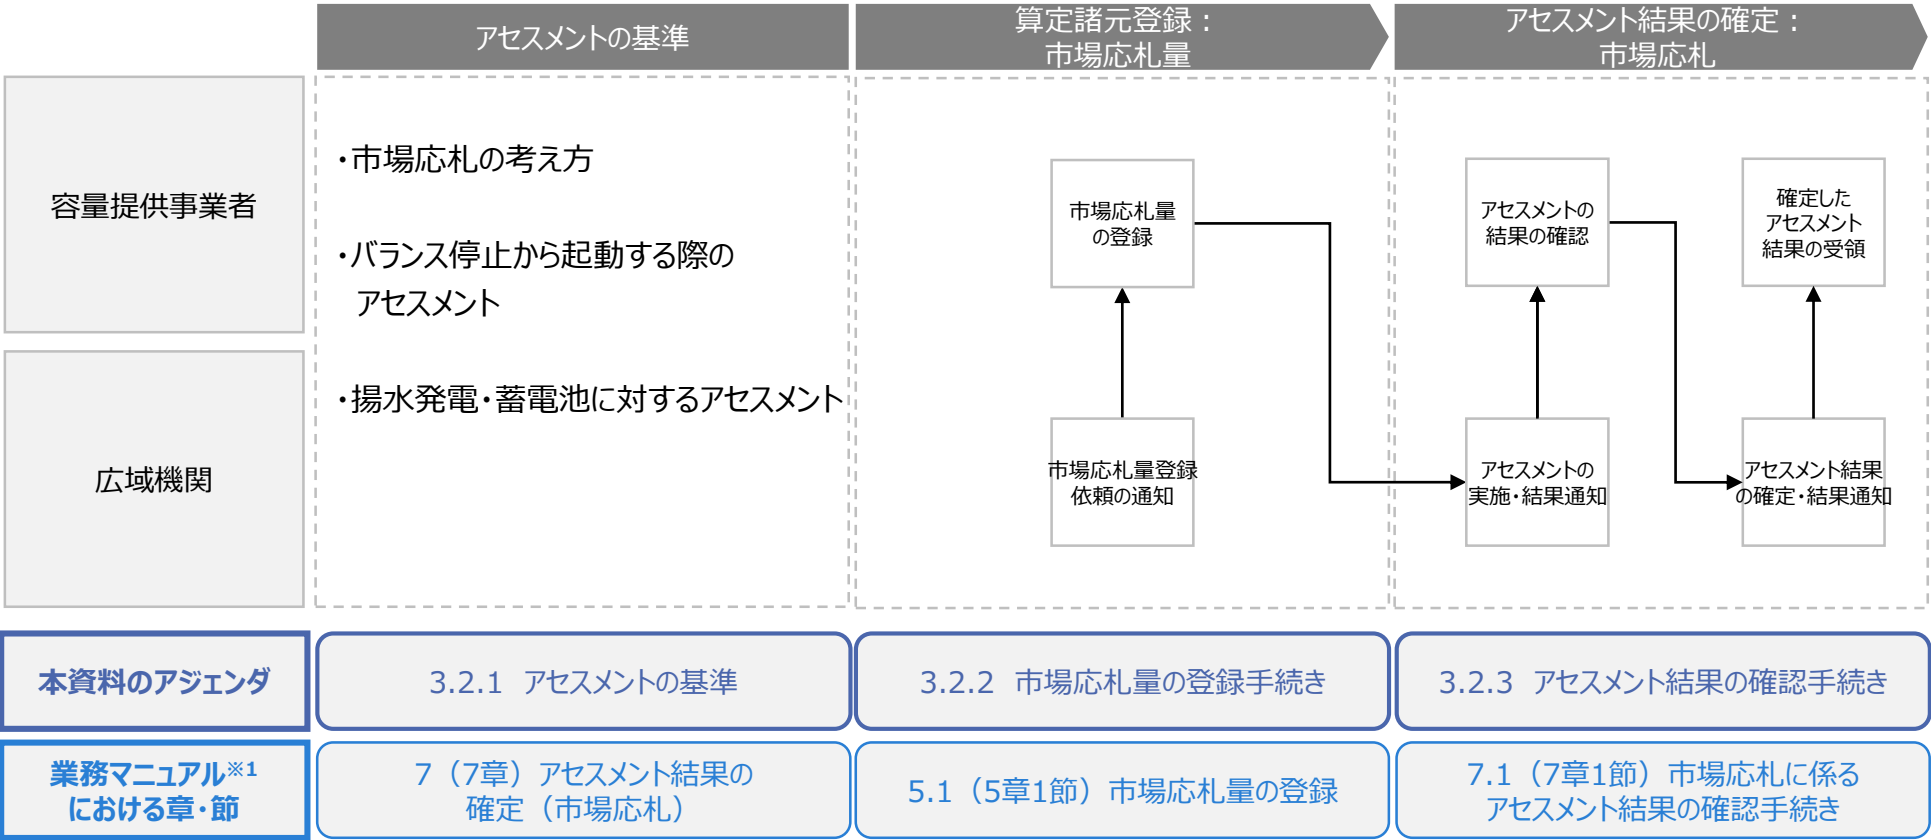 アセスメントの基準
算定諸元登録：
市場応札量
アセスメント結果の確定：
市場応札
容量提供事業者
・市場応札の考え方
・バランス停止から起動する際の
アセスメント
・揚水発電・蓄電池に対するアセスメント
市場応札量
の登録
アセスメントの
結果の確認
確定した
アセスメント
結果の受領
広域機関
市場応札量登録
依頼の通知
アセスメントの
実施・結果通知
アセスメント結果
の確定・結果通知
本資料のアジェンダ
3.2.1 アセスメントの基準
3.2.2 市場応札量の登録手続き
3.2.3 アセスメント結果の確認手続き
業務マニュアル※1
における章・節
7（7章）アセスメント結果の
確定（市場応札）
5.1（5章1節）市場応札量の登録
7.1（7章1節）市場応札に係る
アセスメント結果の確認手続き